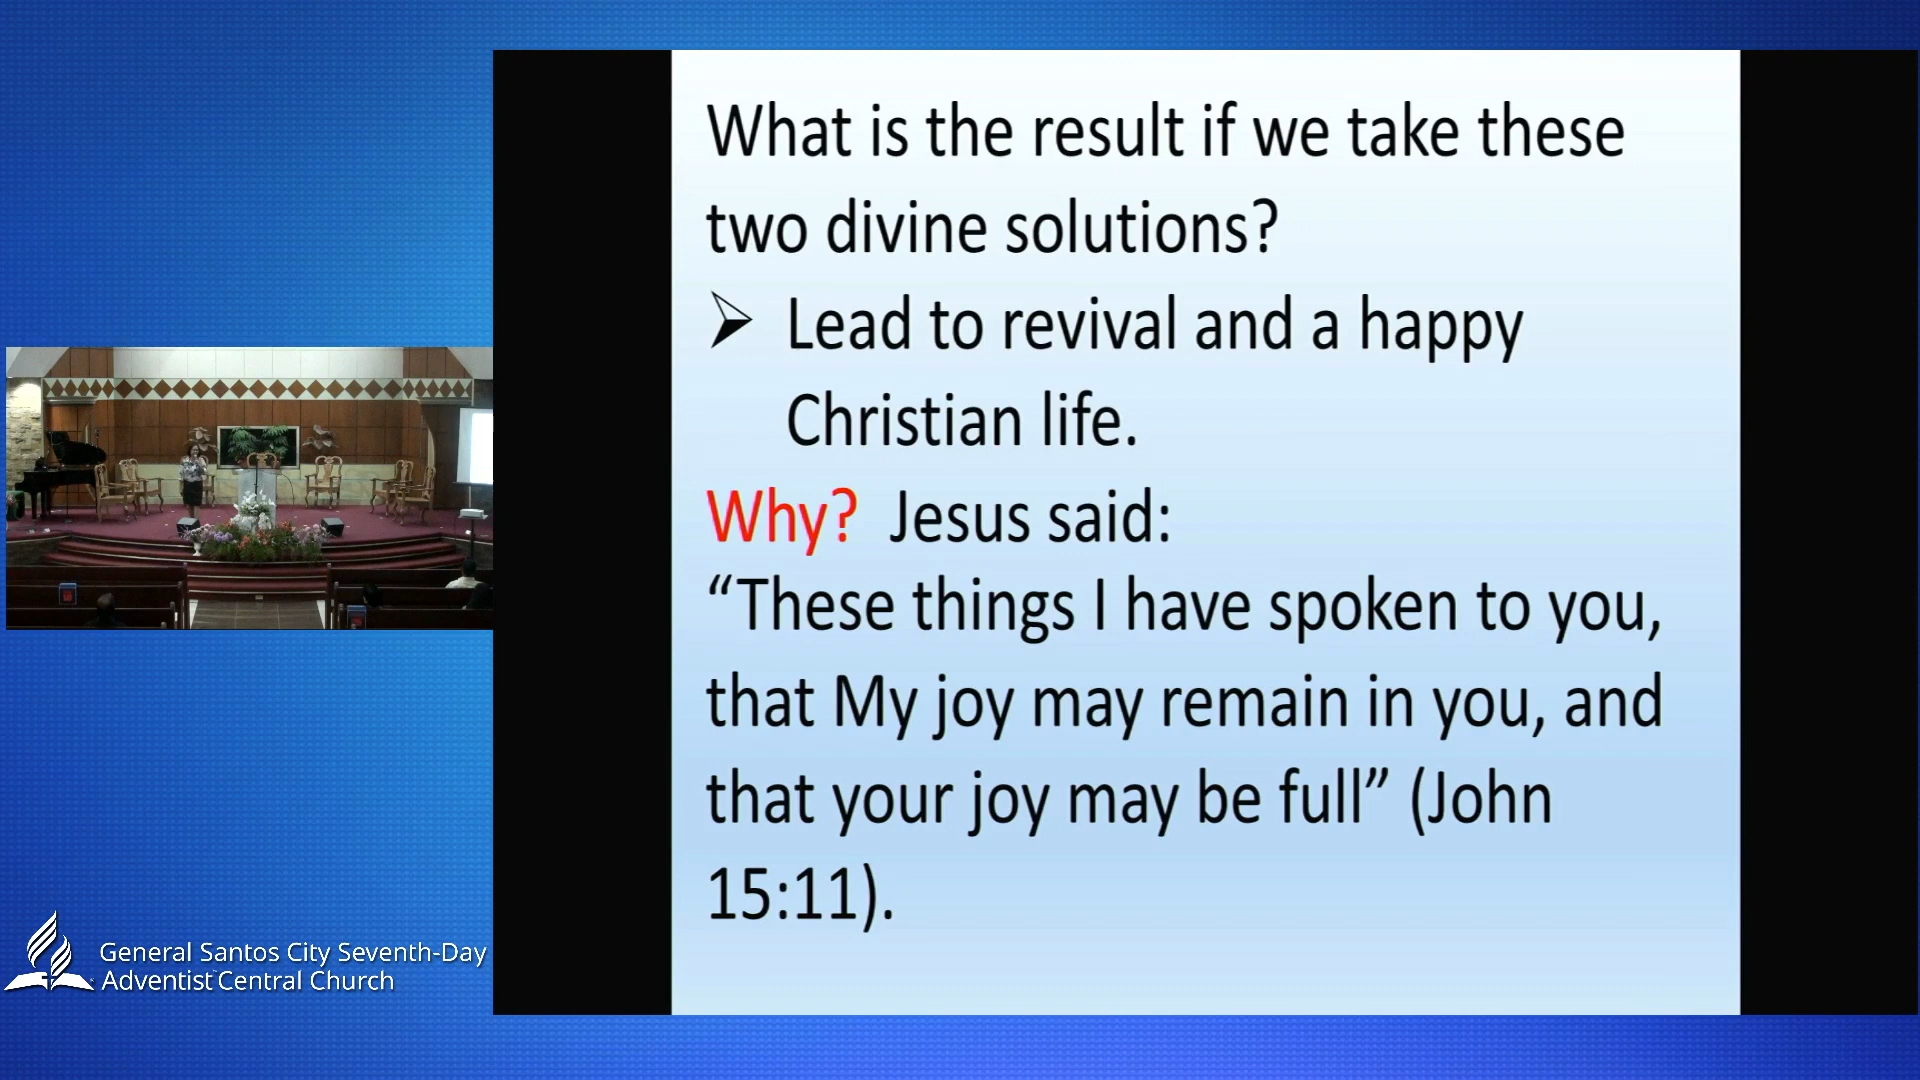 What is the result if we take these
two divine solutions?
➢ Lead to revival and a happy
Christian life.
Why? Jesus said:
“These things I have spoken to you,
that My joy may remain in you, and
that your joy may be full” (John
15:11).
General Santos City Seventh-Day
Adventist Central Church